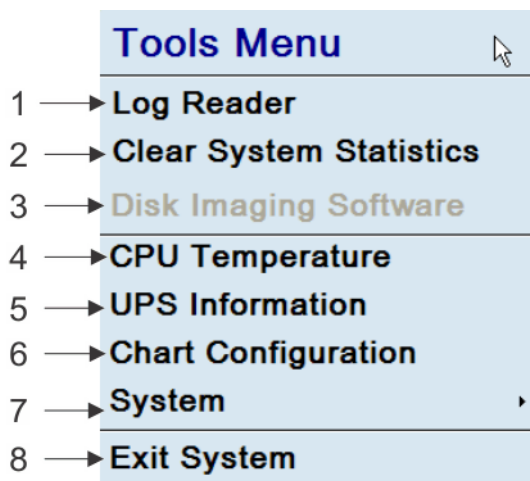 Tools Menu
1 Log Reader
2 Clear System Statistics
3 Disk Imaging Software
4 CPU Temperature
5 UPS Information
6 Chart Configuration
7 System
8 Exit System